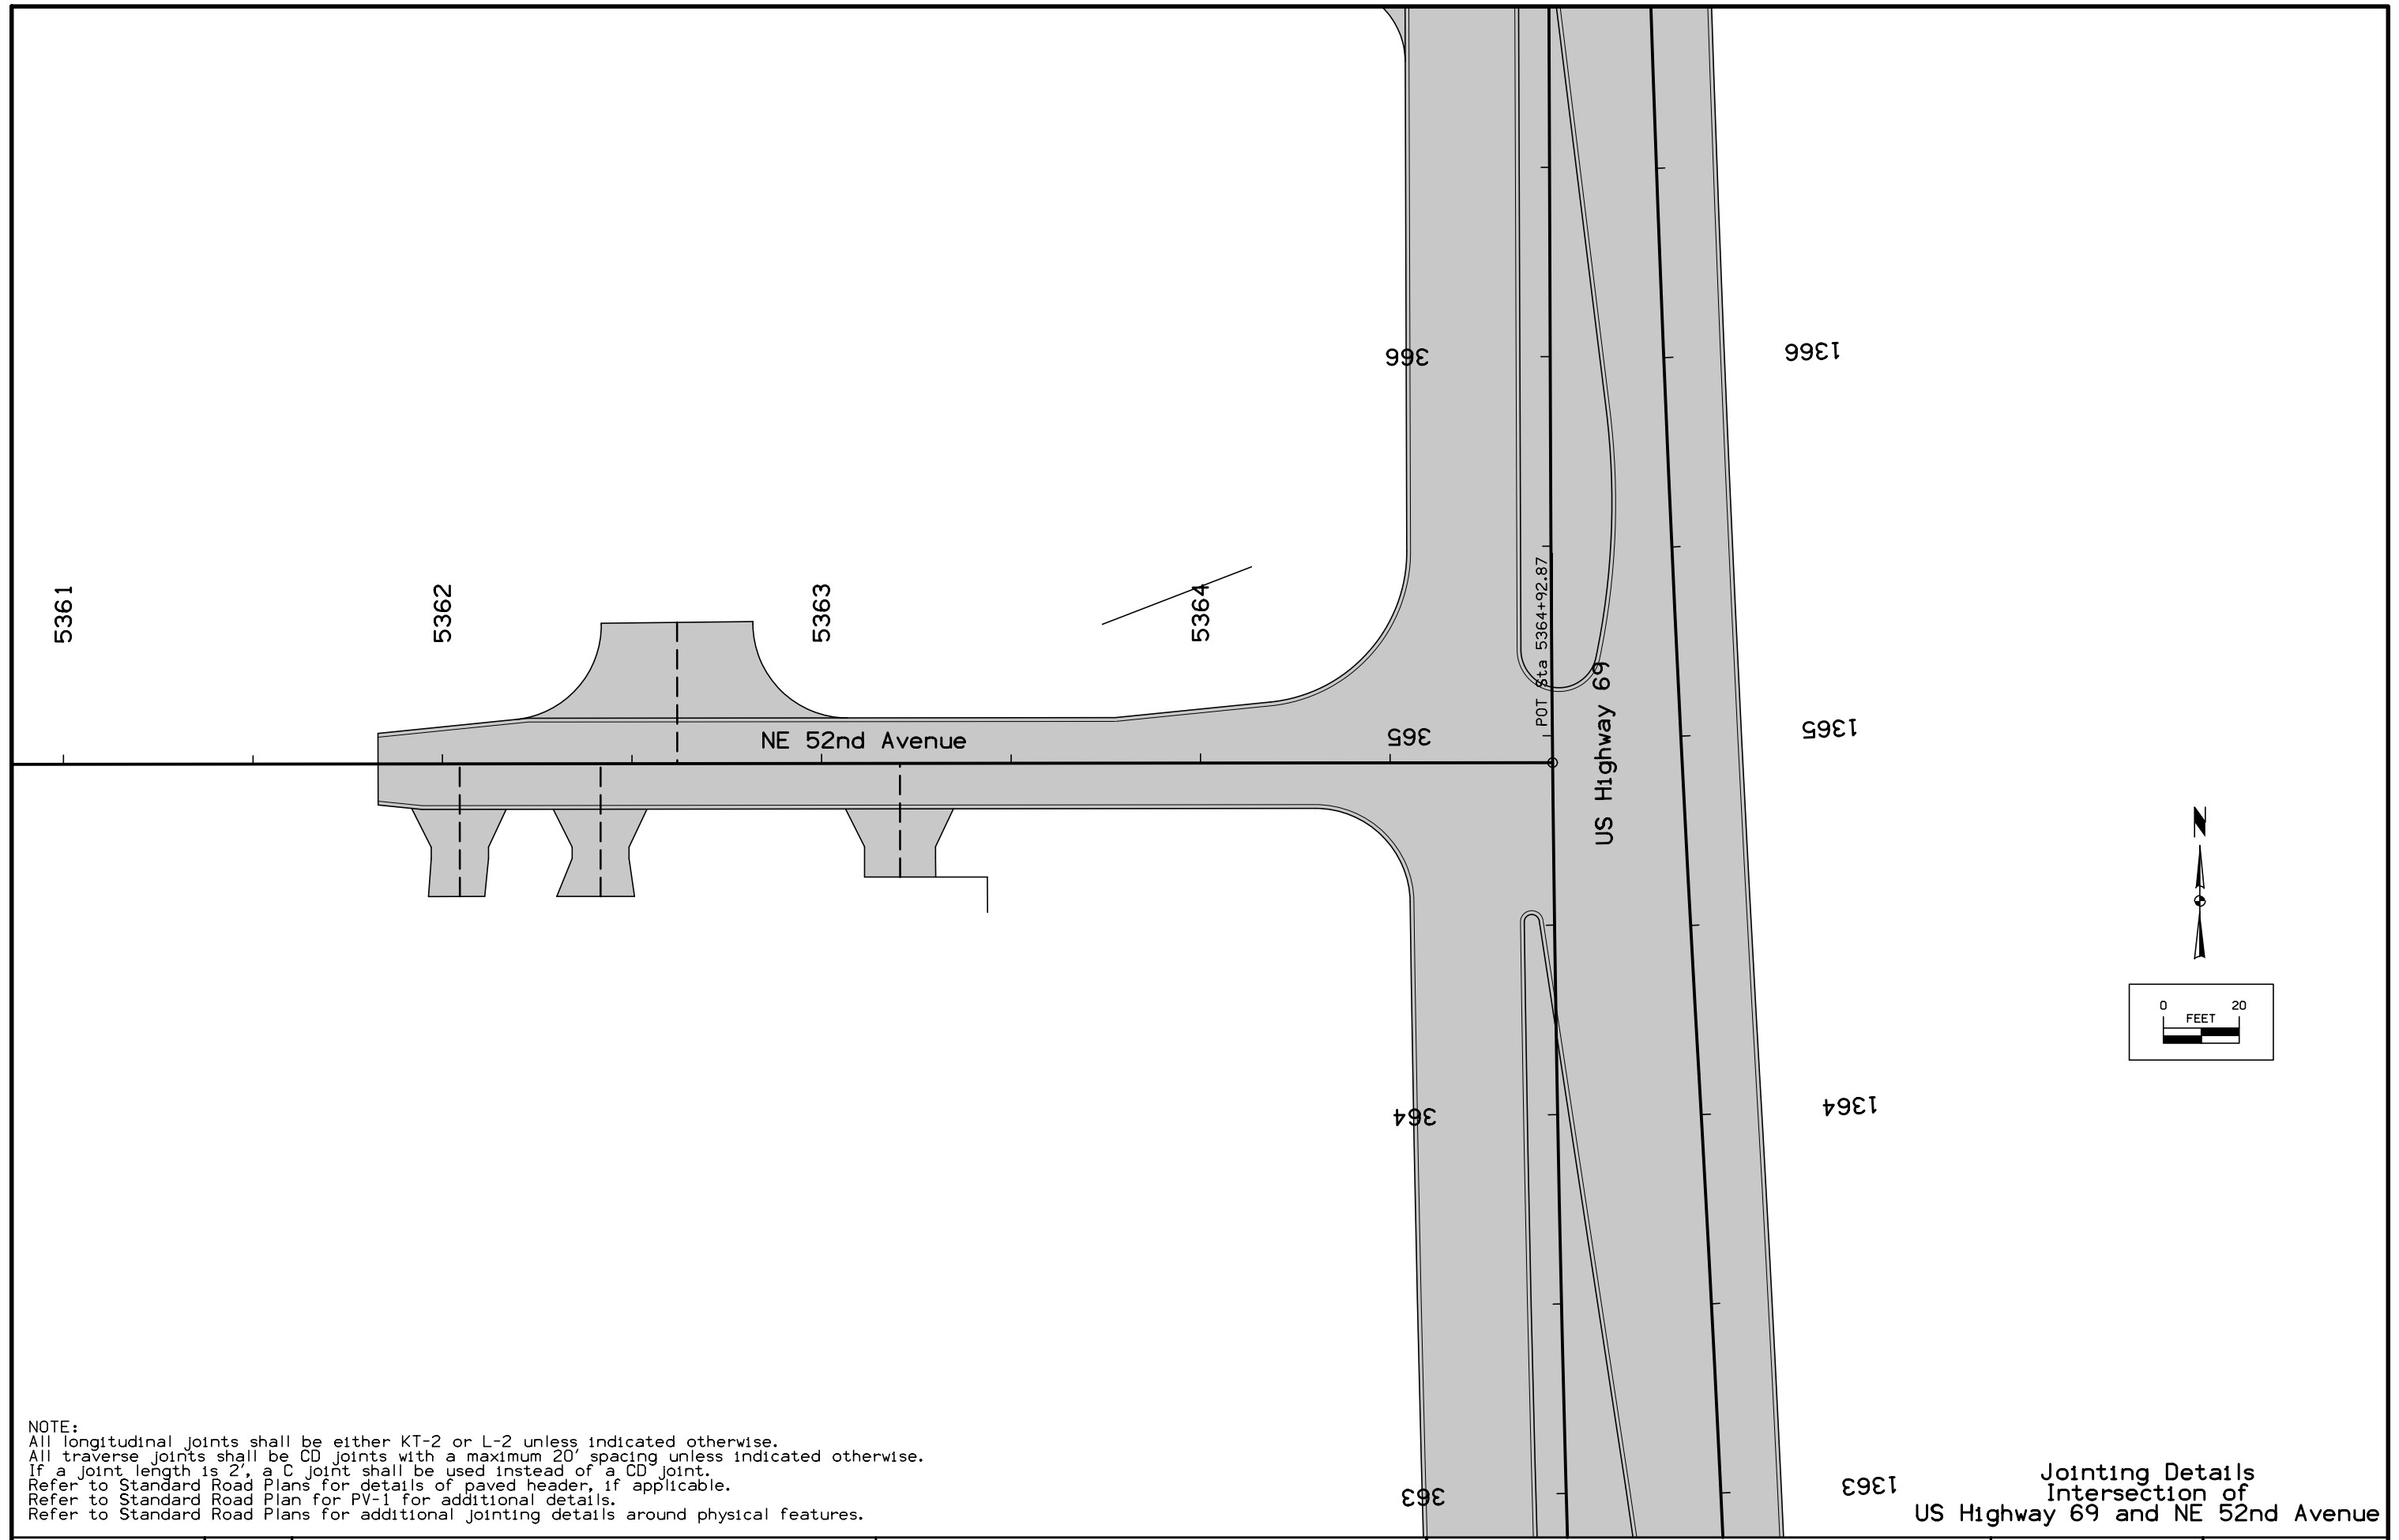 366
1366
5361
5362
5363
5364
POT Sta 5364+92.87
US Highway 69
NE 52nd Avenue
365
1365
N
0 20
FEET
364
1364
363
1363
NOTE:
All longitudinal joints shall be either KT-2 or L-2 unless indicated otherwise.
All traverse joints shall be CD joints with a maximum 20' spacing unless indicated otherwise.
If a joint length is 2', a C joint shall be used instead of a CD joint.
Refer to Standard Road Plans for details of paved header, if applicable.
Refer to Standard Road Plan for PV-1 for additional details.
Refer to Standard Road Plans for additional jointing details around physical features.
Jointing Details
Intersection of
US Highway 69 and NE 52nd Avenue